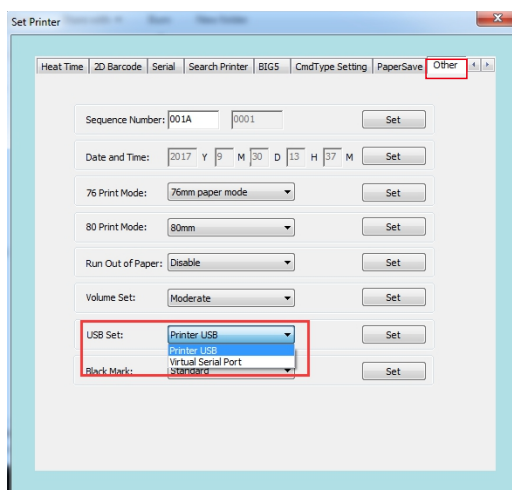 Set Printer
Heat Time 2D Barcode Serial Search Printer BIG5 CmdType Setting PaperSave Other
Sequence Number: 001A 0001 Set
Date and Time: 2017 Y 9 M 30 D 13 H 37 M Set
76 Print Mode: 76mm paper mode Set
80 Print Mode: 80mm Set
Run Out of Paper: Disable Set
Volume Set: Moderate Set
USB Set: Printer USB Set
Printer USB
Virtual Serial Port
Black Mark: Standard Set